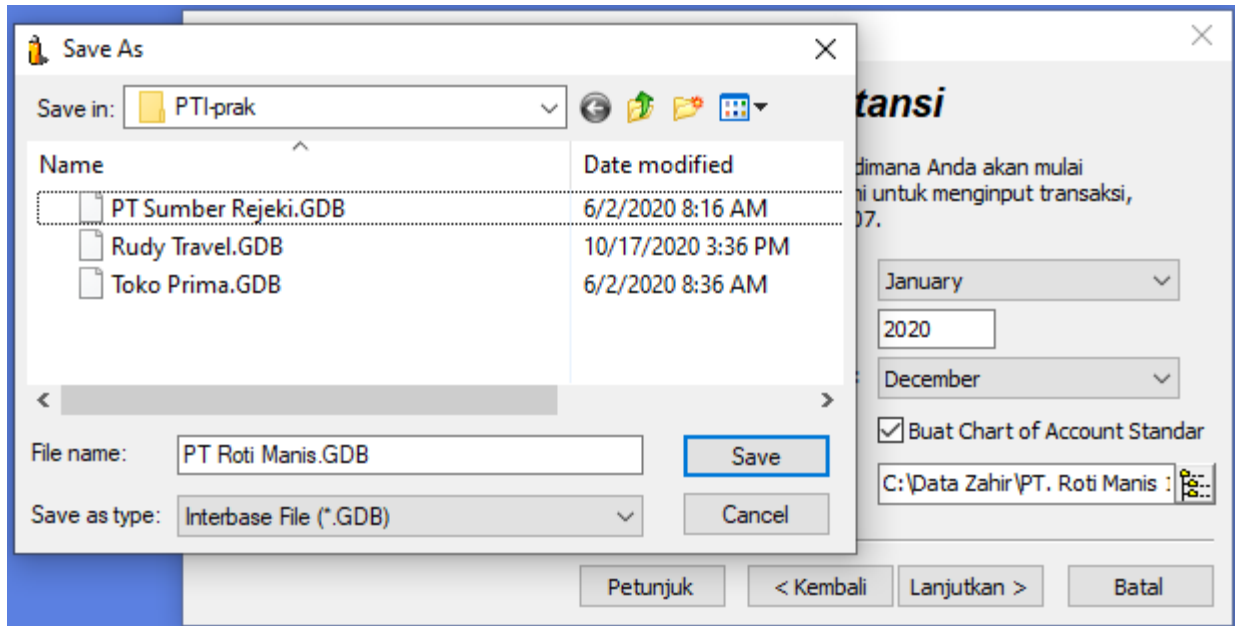 Save As
Save in: PTI-prak
Name Date modified
PT Sumber Rejeki.GDB 6/2/2020 8:16 AM
Rudy Travel.GDB 10/17/2020 3:36 PM
Toko Prima.GDB 6/2/2020 8:36 AM
File name: PT Roti Manis.GDB Save
Save as type: Interbase File (*.GDB) Cancel
tansi
dimana Anda akan mulai
ni untuk menginput transaksi,
07.
January
2020
December
Buat Chart of Account Standar
C:\Data Zahir\PT. Roti Manis
Petunjuk < Kembali Lanjutkan > Batal